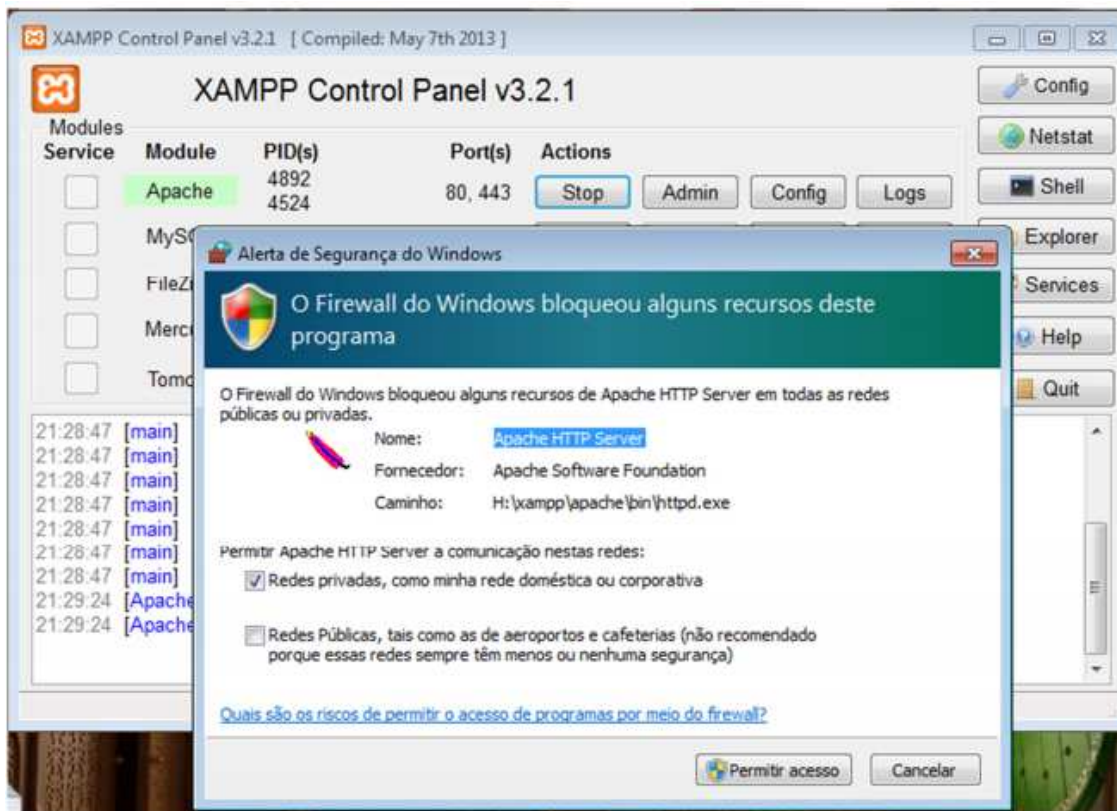 XAMPP Control Panel v3.2.1 [ Compiled: May 7th 2013 ]
XAMPP Control Panel v3.2.1
Config
Modules
Netstat
Service Module PID(s) Port(s) Actions
Apache 4892 80, 443 Stop Admin Config Logs
4524
Shell
MySQ
Explorer
FileZi
Services
Mercu
Help
Tomc
Quit
Alerta de Segurança do Windows
O Firewall do Windows bloqueou alguns recursos deste
programa
O Firewall do Windows bloqueou alguns recursos de Apache HTTP Server em todas as redes
públicas ou privadas.
Nome: Apache HTTP Server
Fornecedor: Apache Software Foundation
Caminho: H:\xampp\apache\bin\httpd.exe
Permitir Apache HTTP Server a comunicação nestas redes:
Redes privadas, como minha rede doméstica ou corporativa
Redes Públicas, tais como as de aeroportos e cafeterias (não recomendado
porque essas redes sempre têm menos ou nenhuma segurança)
Quais são os riscos de permitir o acesso de programas por meio do firewall?
Permitir acesso Cancelar
21:28:47 [main]
21:28:47 [main]
21:28:47 [main]
21:28:47 [main]
21:28:47 [main]
21:28:47 [main]
21:28:47 [main]
21:29:24 [Apache
21:29:24 [Apache